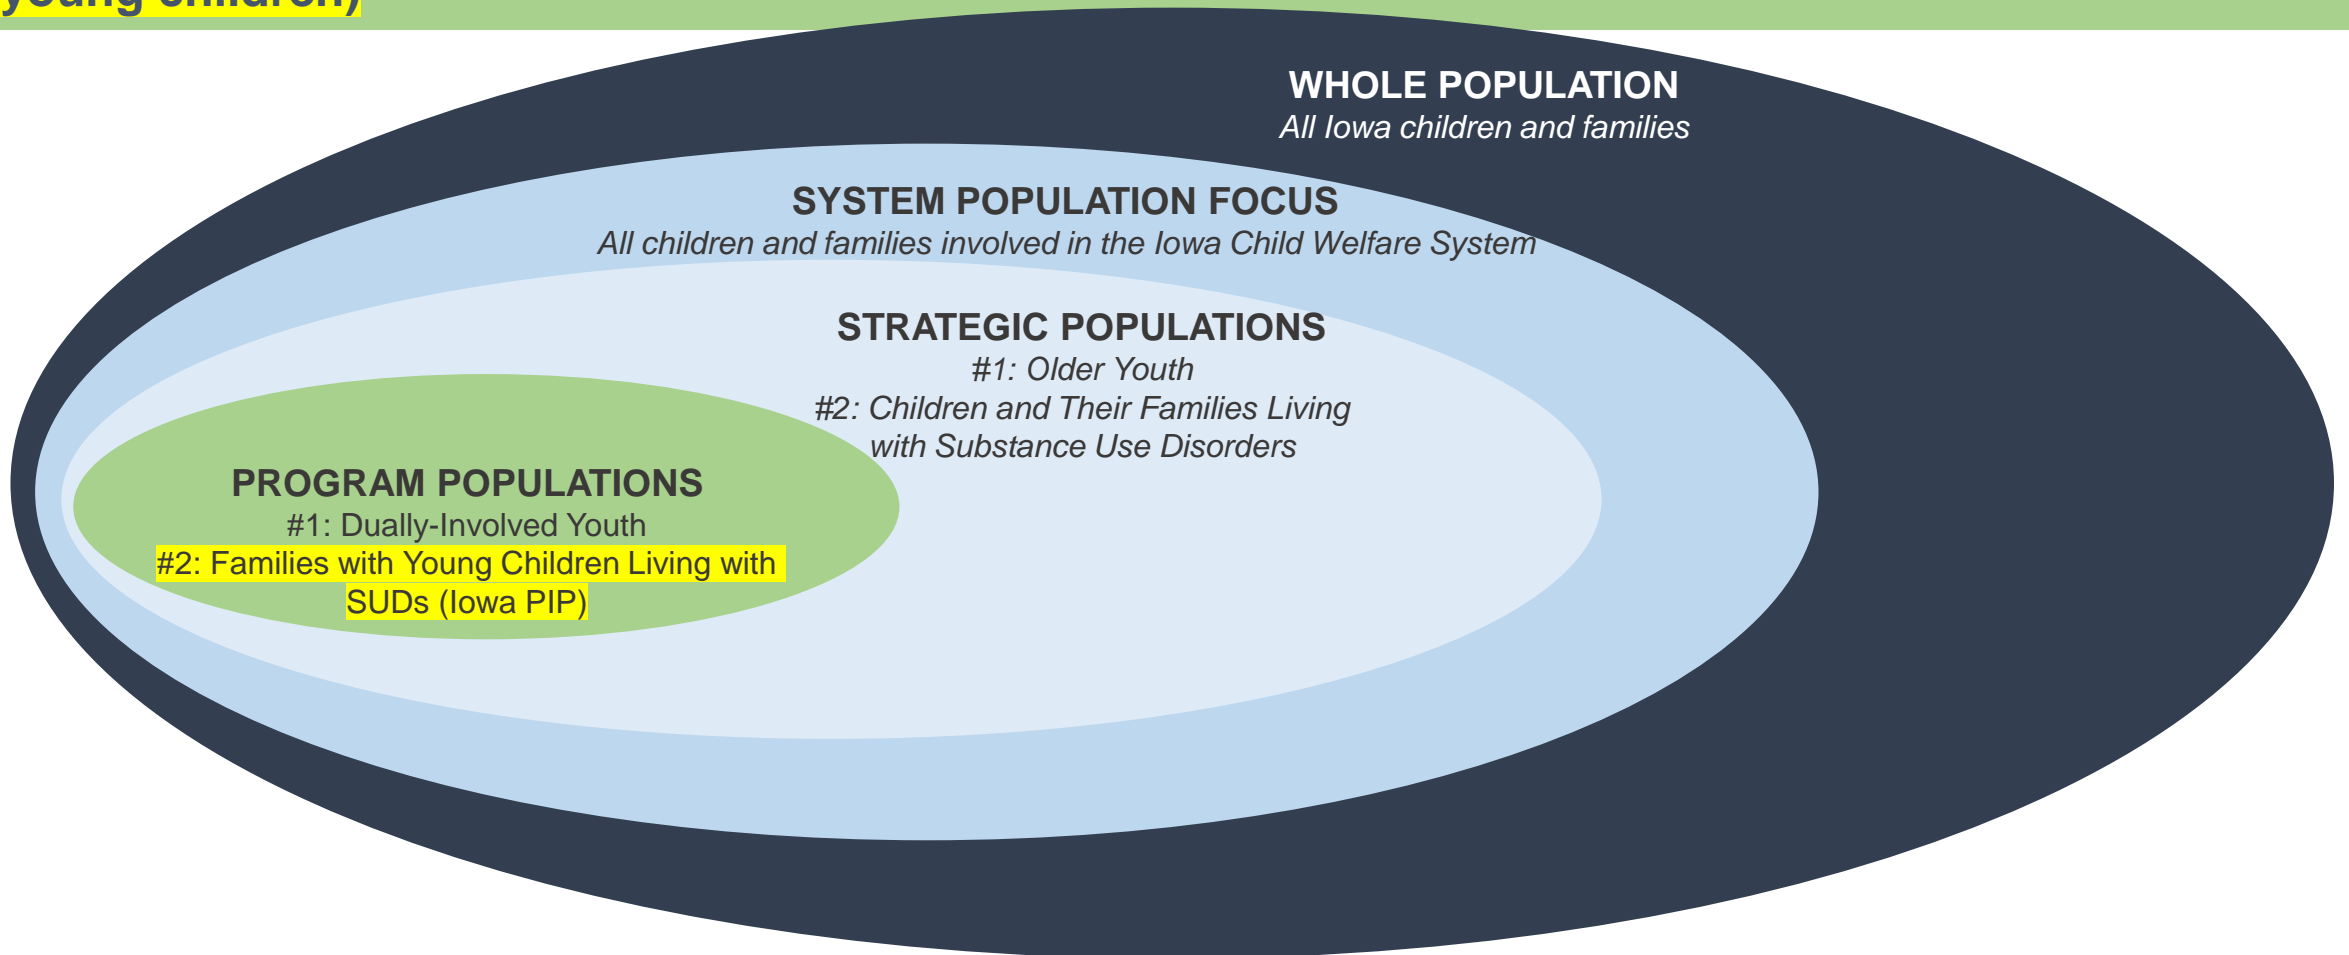 young children)
WHOLE POPULATION
All Iowa children and families
SYSTEM POPULATION FOCUS
All children and families involved in the Iowa Child Welfare System
STRATEGIC POPULATIONS
#1: Older Youth
#2: Children and Their Families Living
with Substance Use Disorders
PROGRAM POPULATIONS
#1: Dually-Involved Youth
#2: Families with Young Children Living with
SUDs (Iowa PIP)